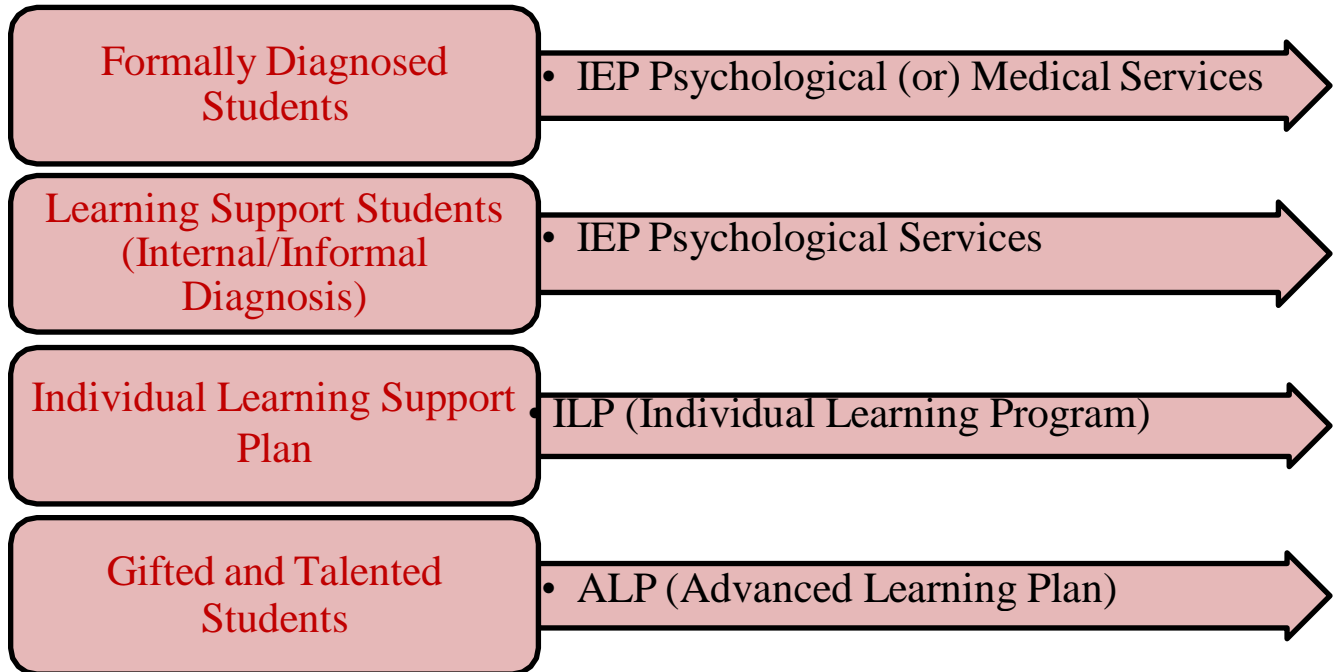 Formally Diagnosed
Students
• IEP Psychological (or) Medical Services
Learning Support Students
(Internal/Informal
Diagnosis)
• IEP Psychological Services
Individual Learning Support
Plan
• ILP (Individual Learning Program)
Gifted and Talented
Students
• ALP (Advanced Learning Plan)